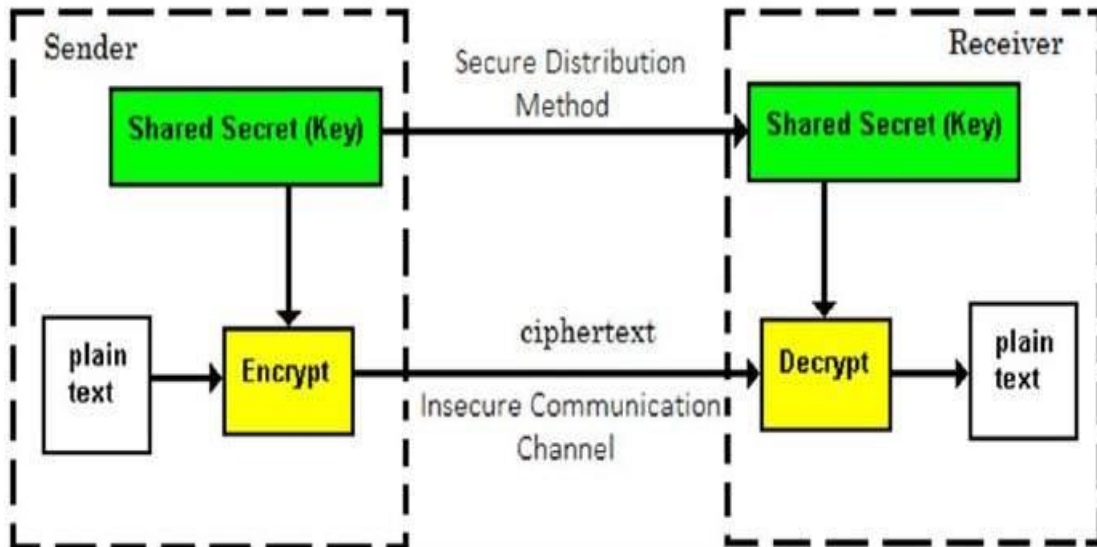 Sender
Receiver
Secure Distribution
Method
Shared Secret (Key)
Shared Secret (Key)
plain
text
Encrypt
ciphertext
Insecure Communication
Channel
Decrypt
plain
text